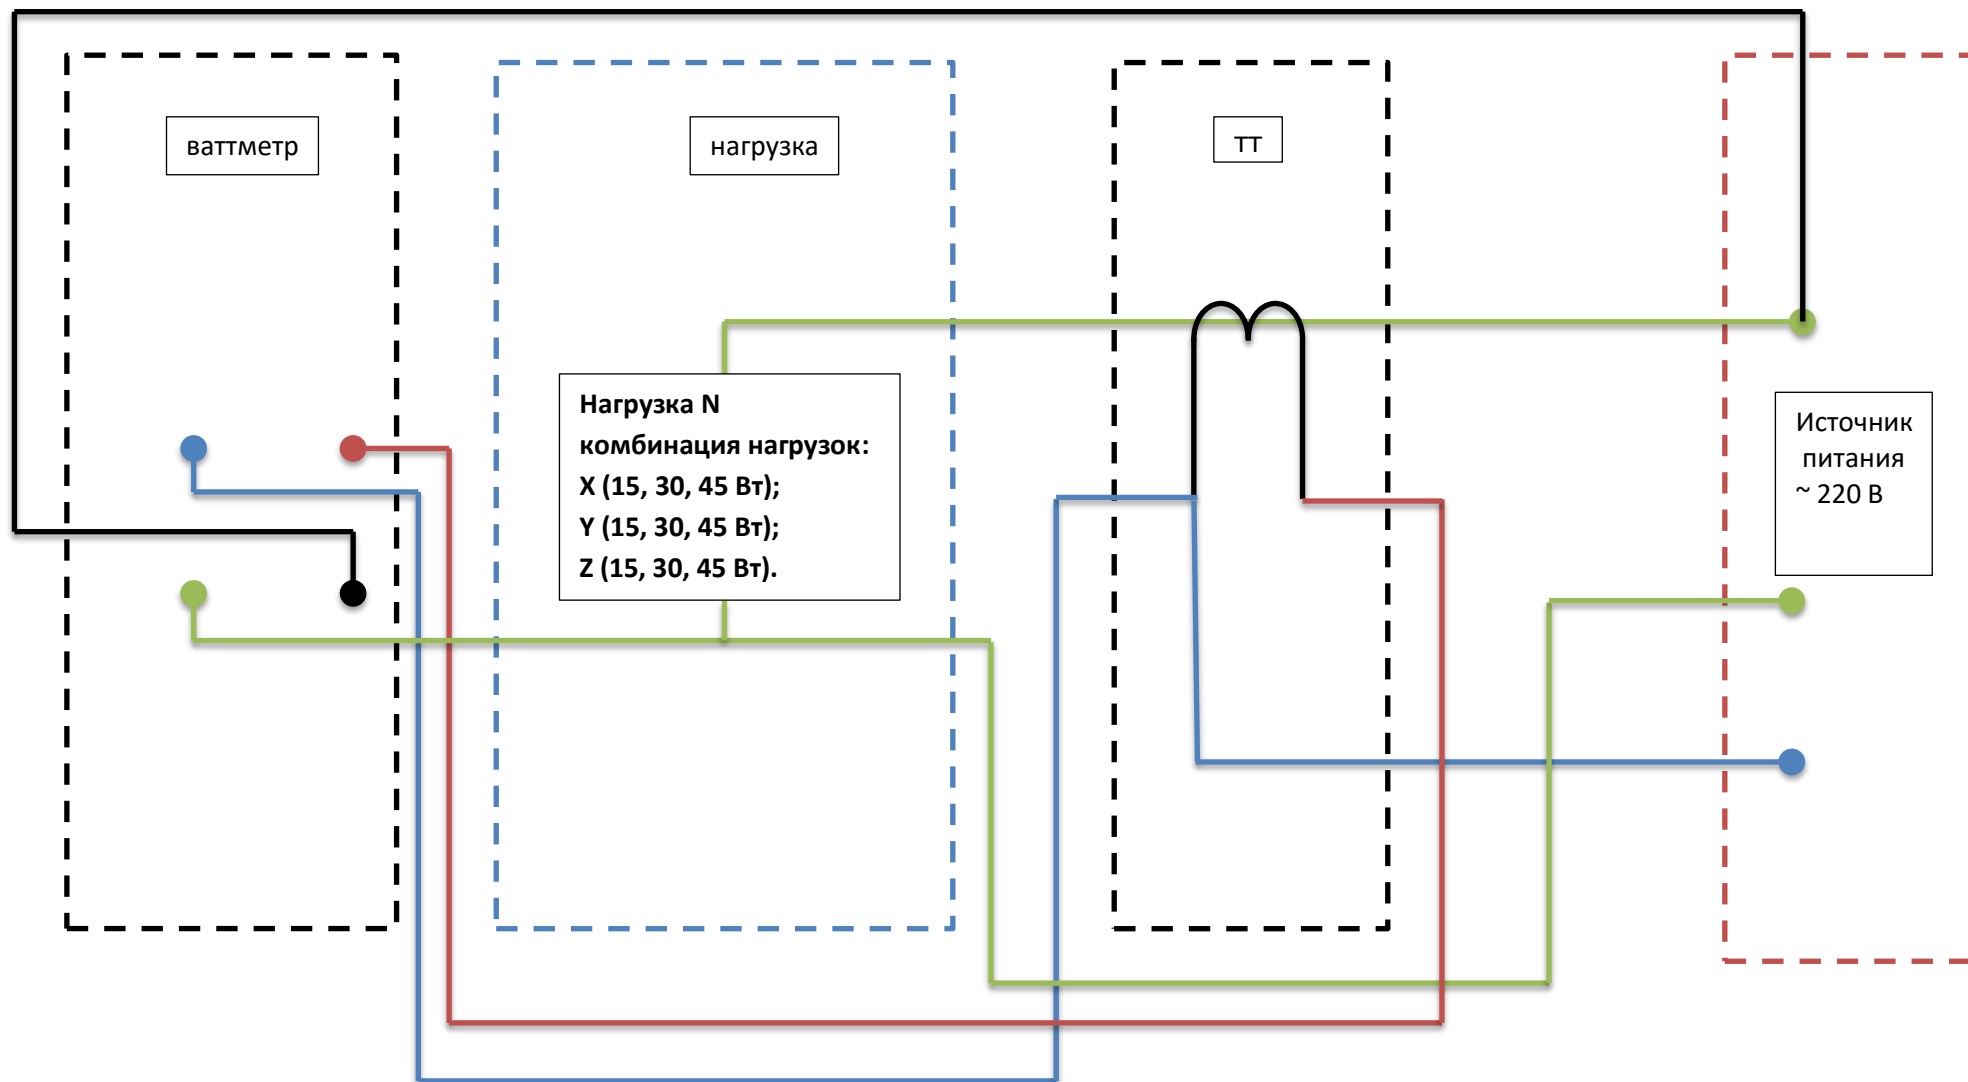 ваттметр
нагрузка
ТТ
Нагрузка N
комбинация нагрузок:
X (15, 30, 45 Вт);
Y (15, 30, 45 Вт);
Z (15, 30, 45 Вт).
Источник
питания
~ 220 В